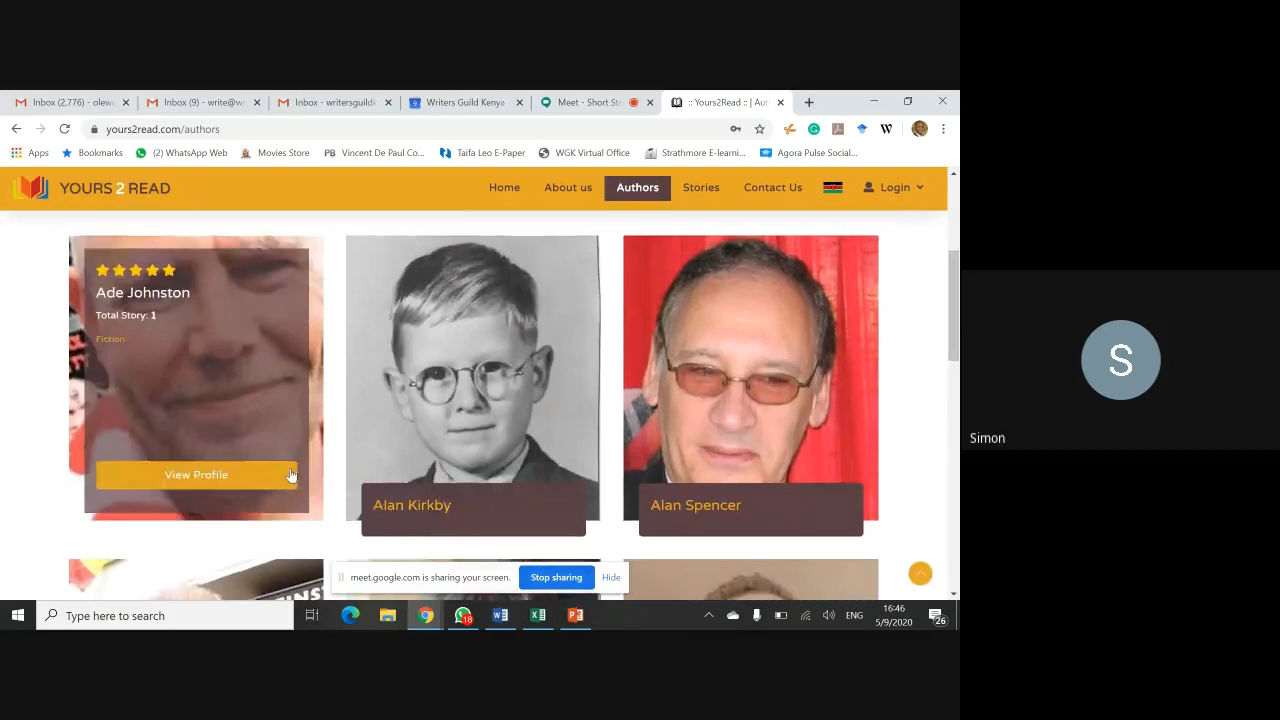 Inbox (2,776) - olew
Inbox (9) - write@w
Inbox - writersguild
Writers Guild Kenya
Meet - Short St
:: Yours2Read :: | Aut
yours2read.com/authors
Apps
Bookmarks
(2) WhatsApp Web
Movies Store
PB Vincent De Paul Co...
Taifa Leo E-Paper
WGK Virtual Office
Strathmore E-learni...
Agora Pulse Social...
W
YOURS 2 READ
Home
About us
Authors
Stories
Contact Us
Login
Ade Johnston
Total Story: 1
Fiction
View Profile
Alan Kirkby
Alan Spencer
S
Simon
meet.google.com is sharing your screen.
Stop sharing
Hide
Type here to search
18
ENG
16:46
5/9/2020
26